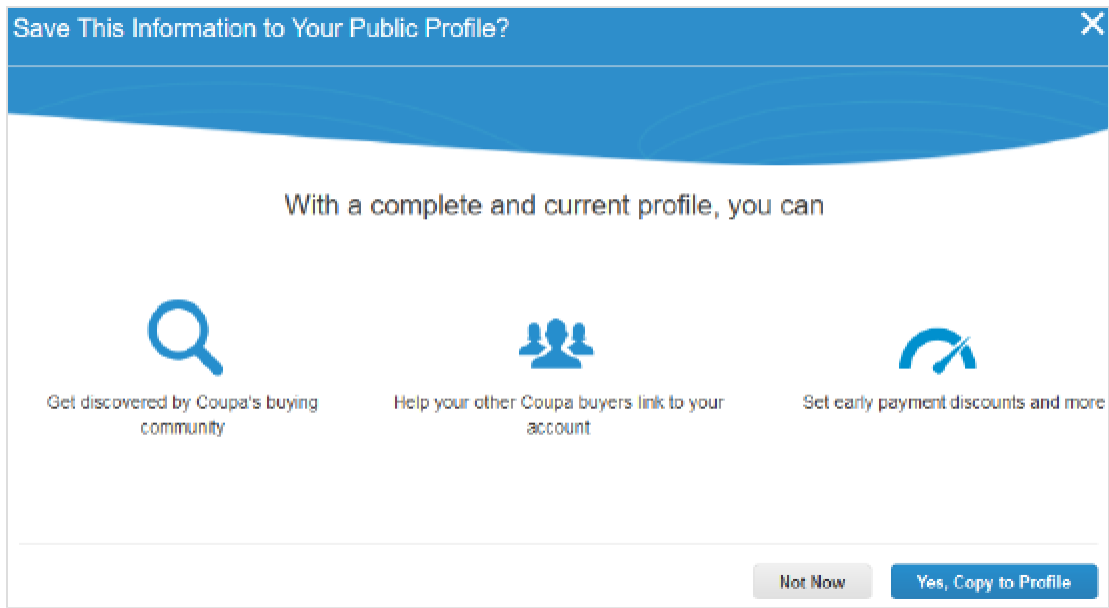 Save This Information to Your Public Profile?
With a complete and current profile, you can
Get discovered by Coupa's buying
community
Help your other Coupa buyers link to your
account
Set early payment discounts and more
Not Now
Yes, Copy to Profile